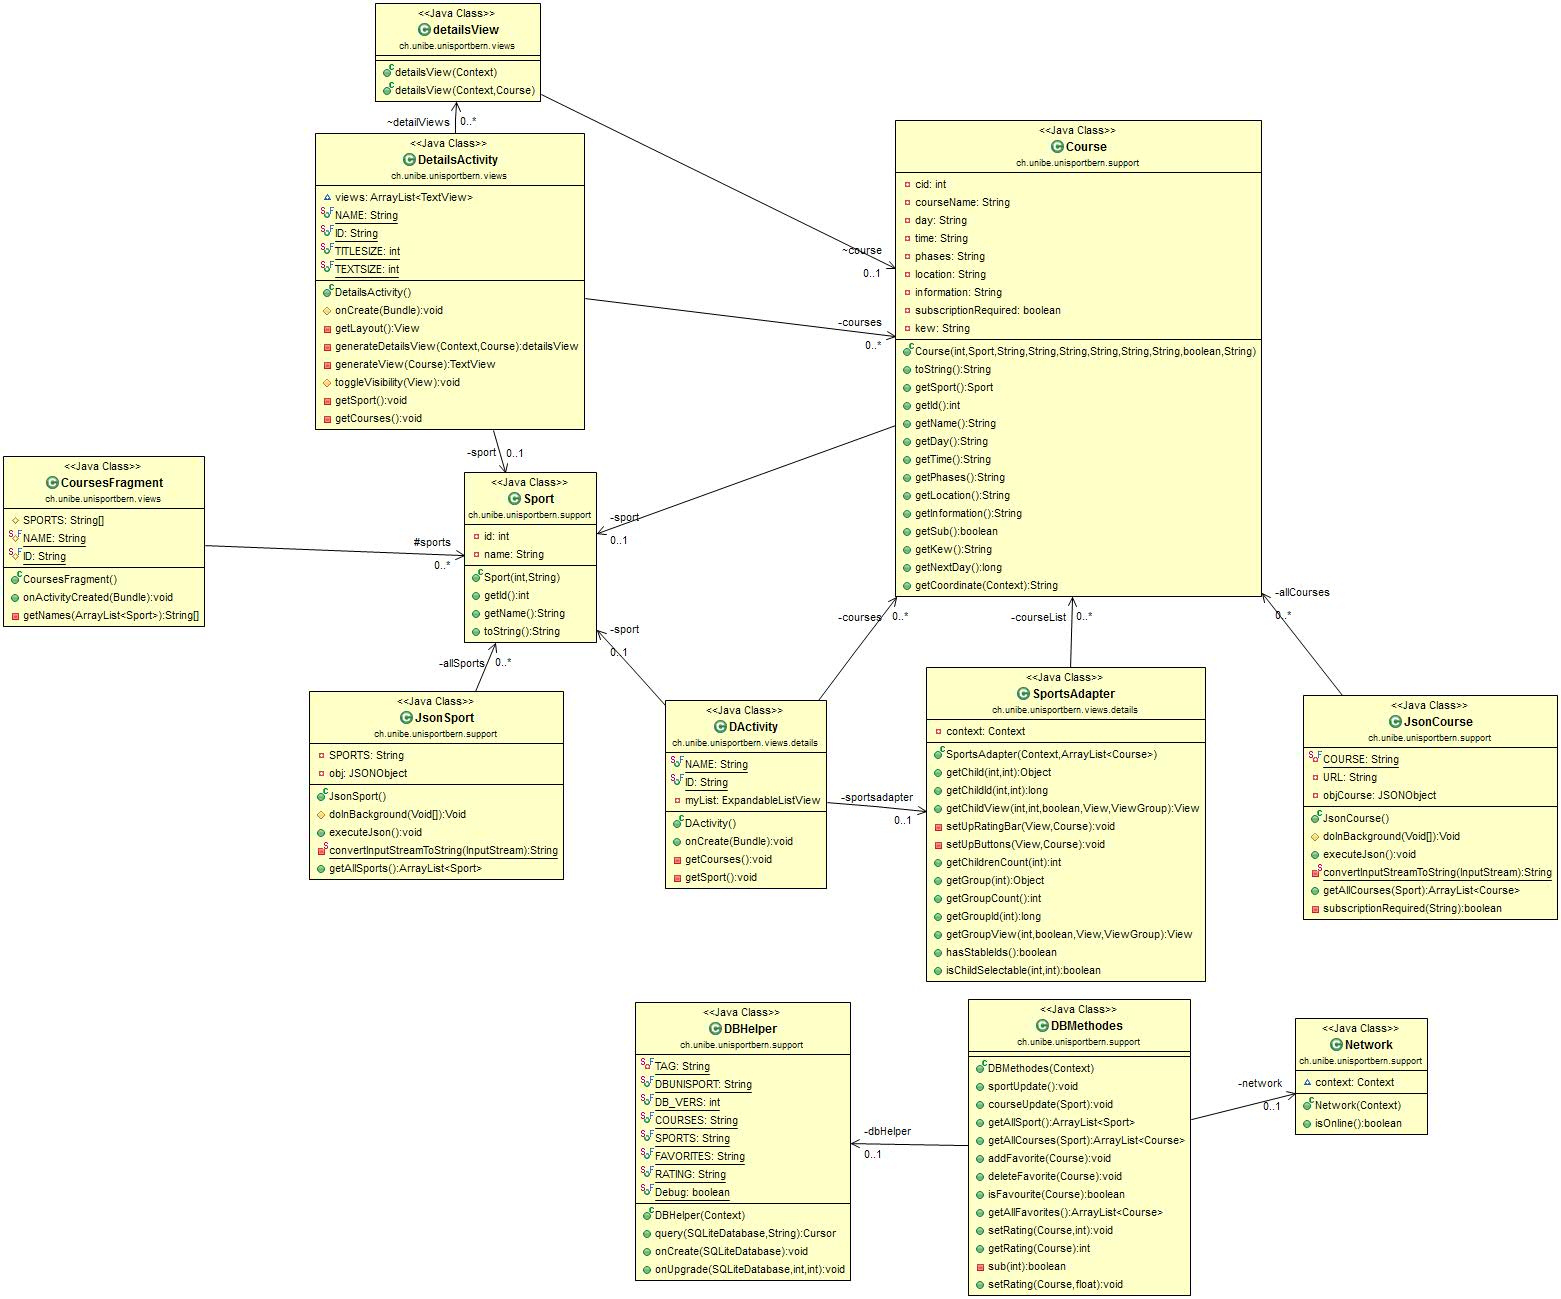 <<Java Class>>
detailsView
ch.unibe.unisportbern.views
detailsView(Context)
detailsView(Context,Course)
~detailViews
0..*
<<Java Class>>
DetailsActivity
ch.unibe.unisportbern.views
views: ArrayList<TextView>
NAME: String
ID: String
TITLESIZE: int
TEXTSIZE: int
DetailsActivity()
onCreate(Bundle):void
getLayout():View
generateDetailsView(Context,Course):detailsView
generateView(Course):TextView
toggleVisibility(View):void
getSport():void
getCourses():void
<<Java Class>>
Course
ch.unibe.unisportbern.support
cid: int
courseName: String
day: String
time: String
phases: String
location: String
information: String
subscriptionRequired: boolean
kew: String
Course(int,Sport,String,String,String,String,String,String,boolean,String)
toString():String
getSport():Sport
getId():int
getName():String
getDay():String
getTime():String
getPhases():String
getLocation():String
getInformation():String
getSub():boolean
getKew():String
getNextDay():long
getCoordinate(Context):String
~course
0..1
-courses
0..*
-sport
0..1
<<Java Class>>
CoursesFragment
ch.unibe.unisportbern.views
SPORTS: String[]
NAME: String
ID: String
CoursesFragment()
onActivityCreated(Bundle):void
getNames(ArrayList<Sport>):String[]
#sports
0..*
<<Java Class>>
Sport
ch.unibe.unisportbern.support
id: int
name: String
Sport(int,String)
getId():int
getName():String
toString():String
-sport
0..1
-sport
0..1
-allSports
0..*
-courses
0..*
-courseList
0..*
-allCourses
0..*
<<Java Class>>
JsonSport
ch.unibe.unisportbern.support
SPORTS: String
obj: JSONObject
JsonSport()
doInBackground(Void[]):Void
executeJson():void
convertInputStreamToString(InputStream):String
getAllSports():ArrayList<Sport>
<<Java Class>>
DActivity
ch.unibe.unisportbern.views.details
NAME: String
ID: String
myList: ExpandableListView
DActivity()
onCreate(Bundle):void
getCourses():void
getSport():void
-sportsadapter
0..1
<<Java Class>>
SportsAdapter
ch.unibe.unisportbern.views.details
context: Context
SportsAdapter(Context,ArrayList<Course>)
getChild(int,int):Object
getChildId(int,int):long
getChildView(int,int,boolean,View,ViewGroup):View
setUpRatingBar(View,Course):void
setUpButtons(View,Course):void
getChildrenCount(int):int
getGroup(int):Object
getGroupCount():int
getGroupId(int):long
getGroupView(int,boolean,View,ViewGroup):View
hasStableIds():boolean
isChildSelectable(int,int):boolean
<<Java Class>>
JsonCourse
ch.unibe.unisportbern.support
COURSE: String
URL: String
objCourse: JSONObject
JsonCourse()
doInBackground(Void[]):Void
executeJson():void
convertInputStreamToString(InputStream):String
getAllCourses(Sport):ArrayList<Course>
subscriptionRequired(String):boolean
<<Java Class>>
DBHelper
ch.unibe.unisportbern.support
TAG: String
DBUNISPORT: String
DB_VERS: int
COURSES: String
SPORTS: String
FAVORITES: String
RATING: String
Debug: boolean
DBHelper(Context)
query(SQLiteDatabase,String):Cursor
onCreate(SQLiteDatabase):void
onUpgrade(SQLiteDatabase,int,int):void
-dbHelper
0..1
<<Java Class>>
DBMethodes
ch.unibe.unisportbern.support
DBMethodes(Context)
sportUpdate():void
courseUpdate(Sport):void
getAllSport():ArrayList<Sport>
getAllCourses(Sport):ArrayList<Course>
addFavorite(Course):void
deleteFavorite(Course):void
isFavourite(Course):boolean
getAllFavorites():ArrayList<Course>
setRating(Course,int):void
getRating(Course):int
sub(int):boolean
setRating(Course,float):void
-network
0..1
<<Java Class>>
Network
ch.unibe.unisportbern.support
context: Context
Network(Context)
isOnline():boolean